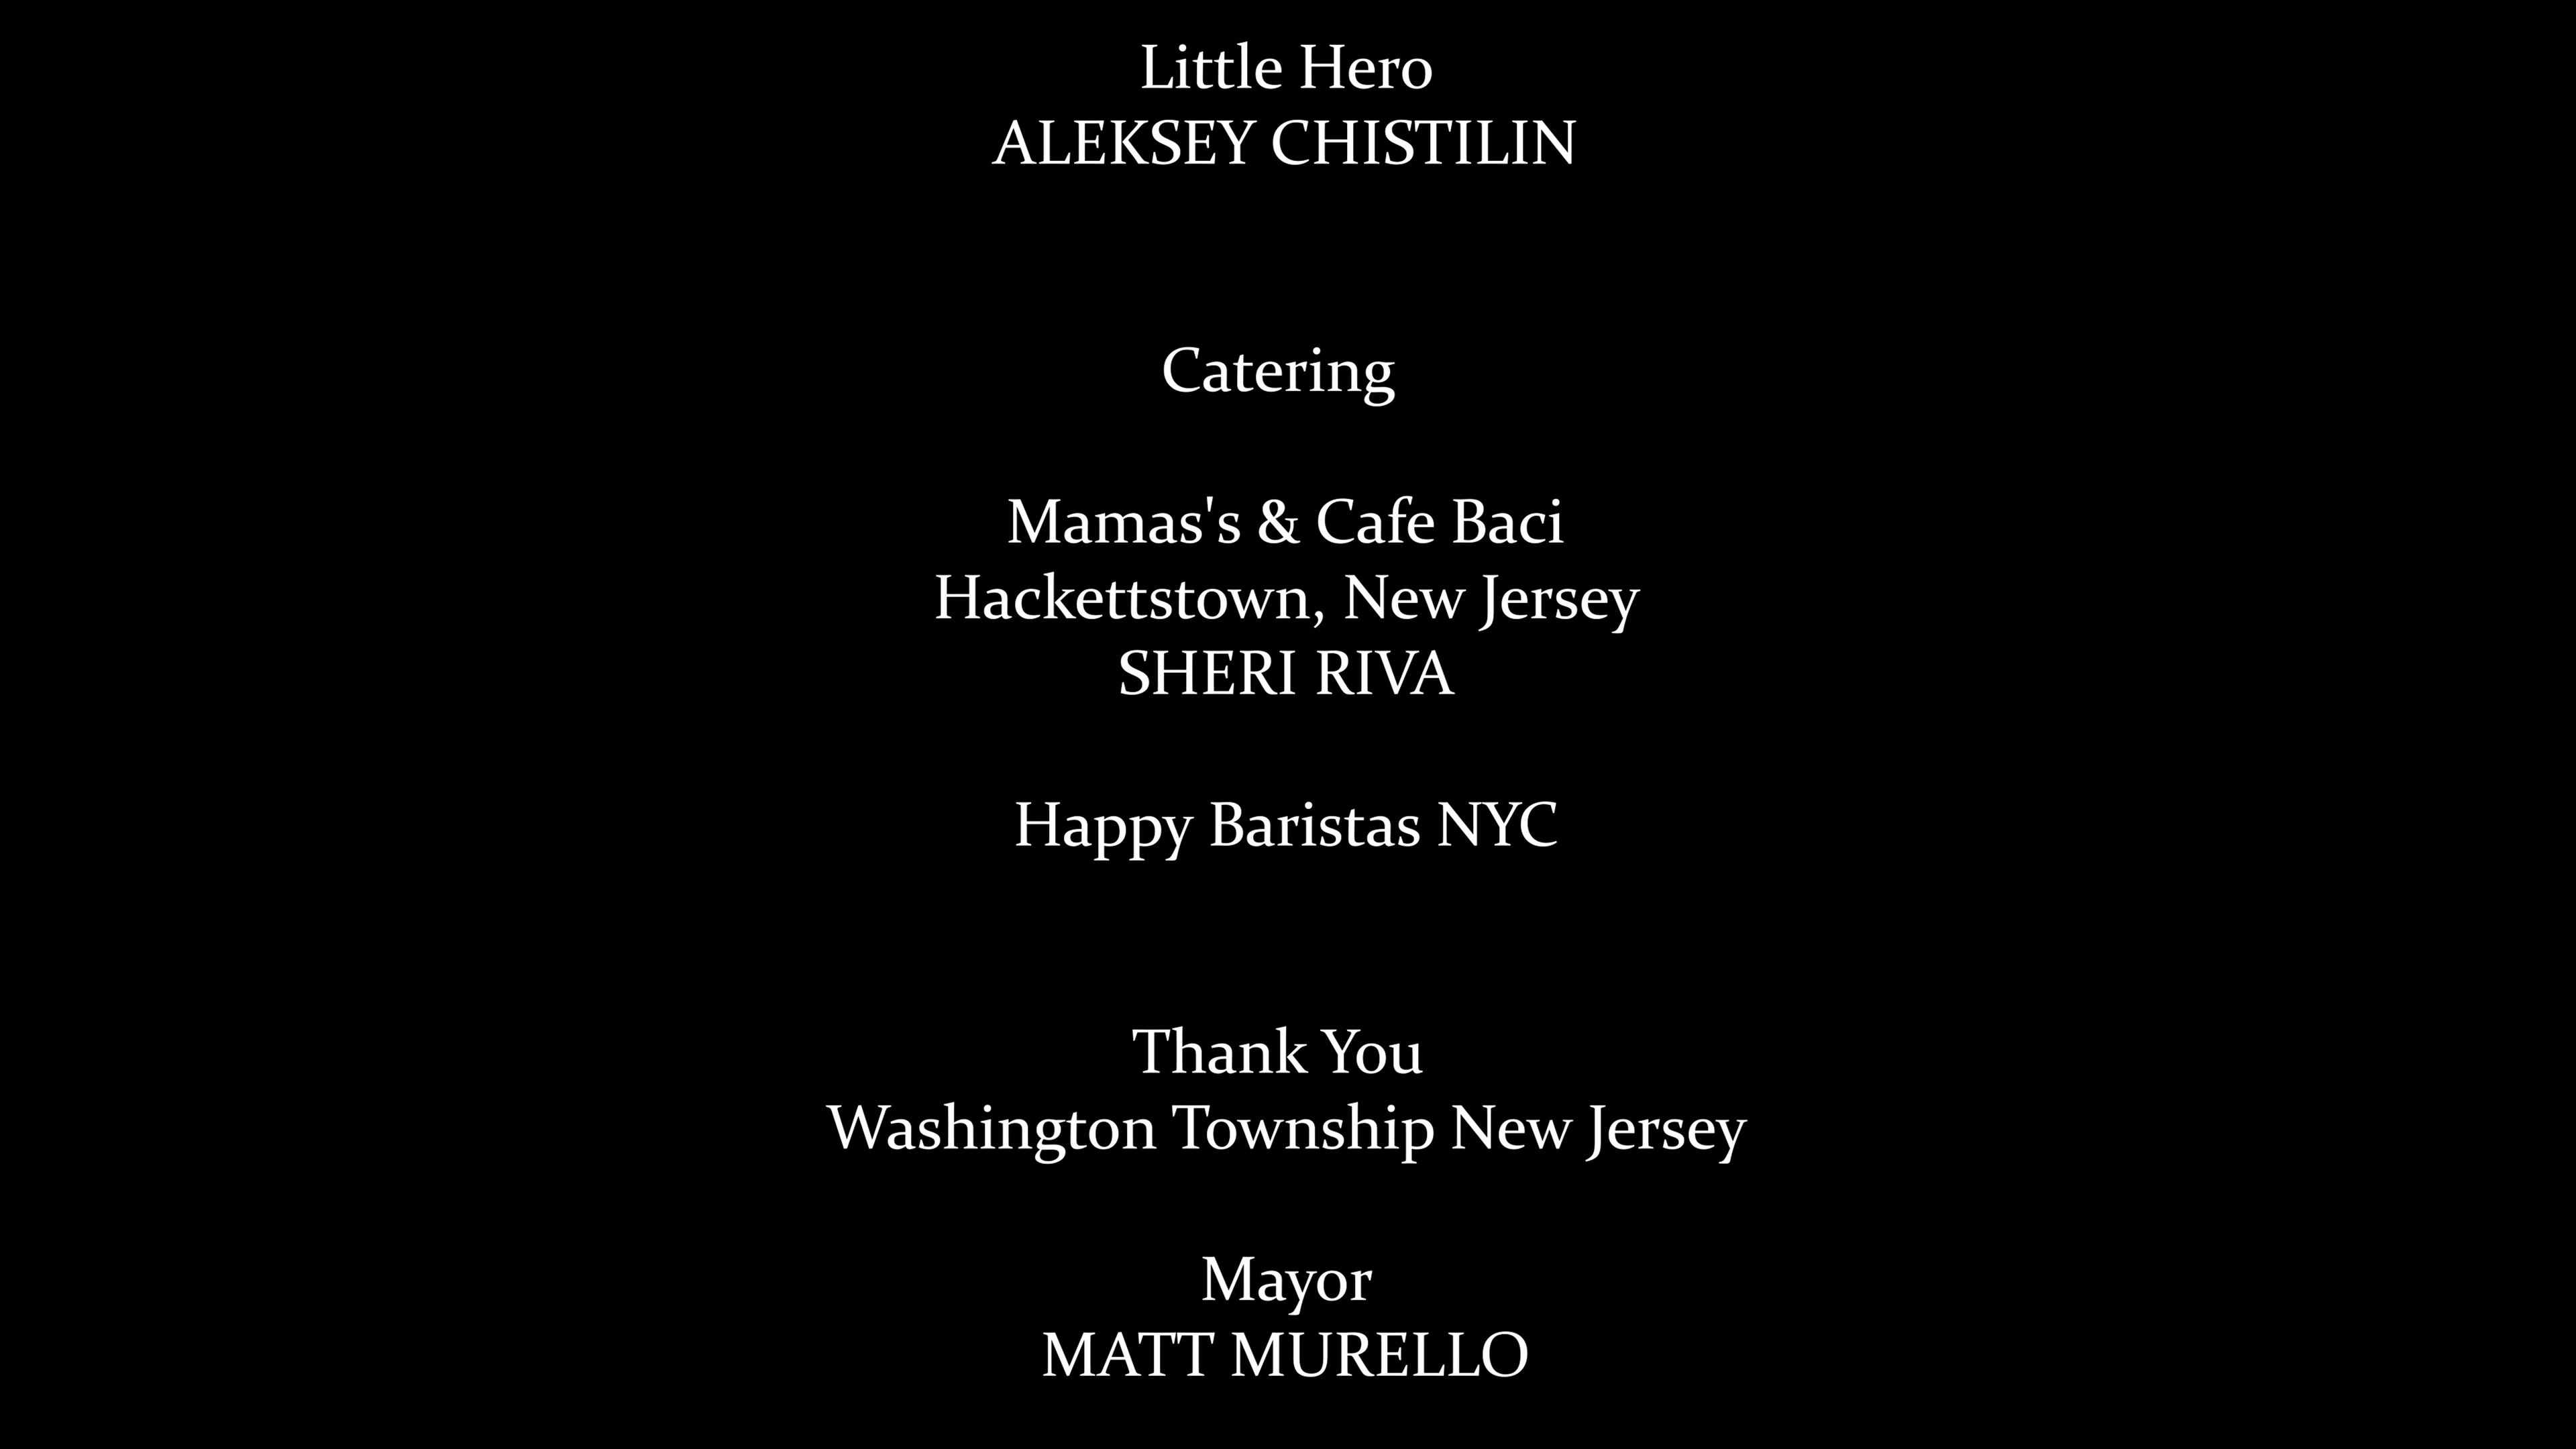 Little Hero
ALEKSEY CHISTILIN
Catering
Mamas's & Cafe Baci
Hackettstown, New Jersey
SHERI RIVA
Happy Baristas NYC
Thank You
Washington Township New Jersey
Mayor
MATT MURELLO